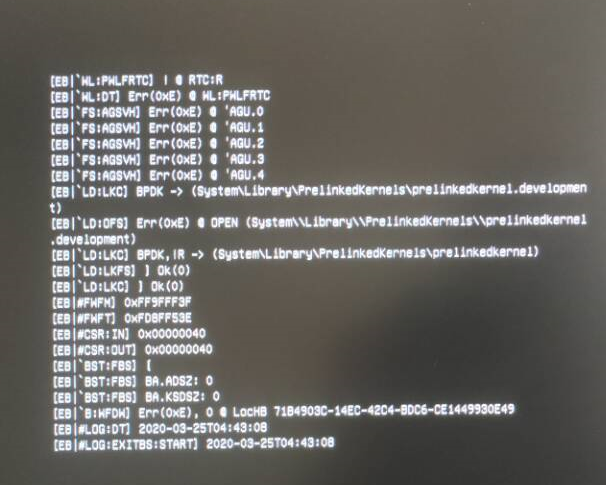 [EB|`WL:PWLFRTC] ! @ RTC:R
[EB|`WL:DT] Err(0xE) @ WL:PWLFRTC
[EB|`FS:AGSVH] Err(0xE) @ 'AGU.0
[EB|`FS:AGSVH] Err(0xE) @ 'AGU.1
[EB|`FS:AGSVH] Err(0xE) @ 'AGU.2
[EB|`FS:AGSVH] Err(0xE) @ 'AGU.3
[EB|`FS:AGSVH] Err(0xE) @ 'AGU.4
[EB|`LD:LKC] BPDK -> (System\Library\PrelinkedKernels\prelinkedkernel.developmen
t)
[EB|`LD:OFS] Err(0xE) @ OPEN (System\\Library\\PrelinkedKernels\\prelinkedkernel
.development)
[EB|`LD:LKC] BPDK,IR -> (System\Library\PrelinkedKernels\prelinkedkernel)
[EB|`LD:LKFS] ] Ok(0)
[EB|`LD:LKC] ] Ok(0)
[EB|#FWFM] 0xFF9FFF3F
[EB|#FWFT] 0xFD8FF53E
[EB|#CSR:IN] 0x00000040
[EB|#CSR:OUT] 0x00000040
[EB|`BST:FBS] [
[EB|`BST:FBS] BA.ADSZ: 0
[EB|`BST:FBS] BA.KSDSZ: 0
[EB|`B:WFDW] Err(0xE), 0 @ LocHB 71B4903C-14EC-42C4-BDC6-CE1449930E49
[EB|#LOG:DT] 2020-03-25T04:43:08
[EB|#LOG:EXITBS:START] 2020-03-25T04:43:08